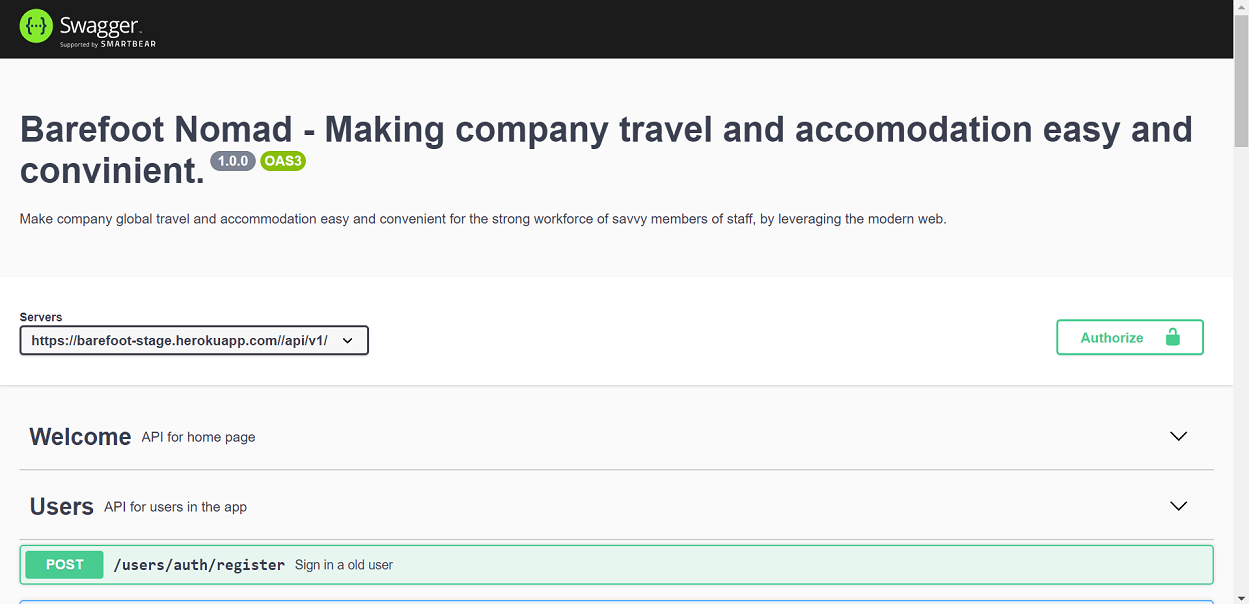 Swagger.
Supported by SMARTBEAR
Barefoot Nomad - Making company travel and accomodation easy and
convinient. 1.0.0 OAS3
Make company global travel and accommodation easy and convenient for the strong workforce of savvy members of staff, by leveraging the modern web.
Servers
https://barefoot-stage.herokuapp.com//api/v1/
Authorize
Welcome API for home page
Users API for users in the app
POST /users/auth/register Sign in a old user